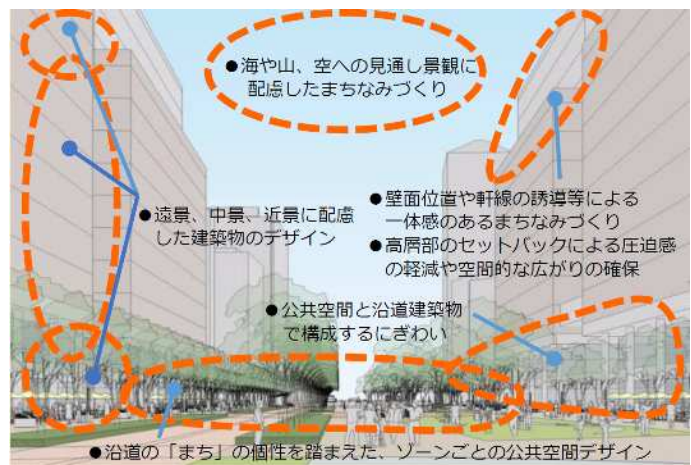 ●海や山、空への見通し景観に
配慮したまちなみづくり
●遠景、中景、近景に配慮
した建築物のデザイン
●壁面位置や軒線の誘導等による
一体感のあるまちなみづくり
●高層部のセットバックによる圧迫感
の軽減や空間的な広がりの確保
●公共空間と沿道建築物
で構成するにぎわい
●沿道の「まち」の個性を踏まえた、ゾーンごとの公共空間デザイン